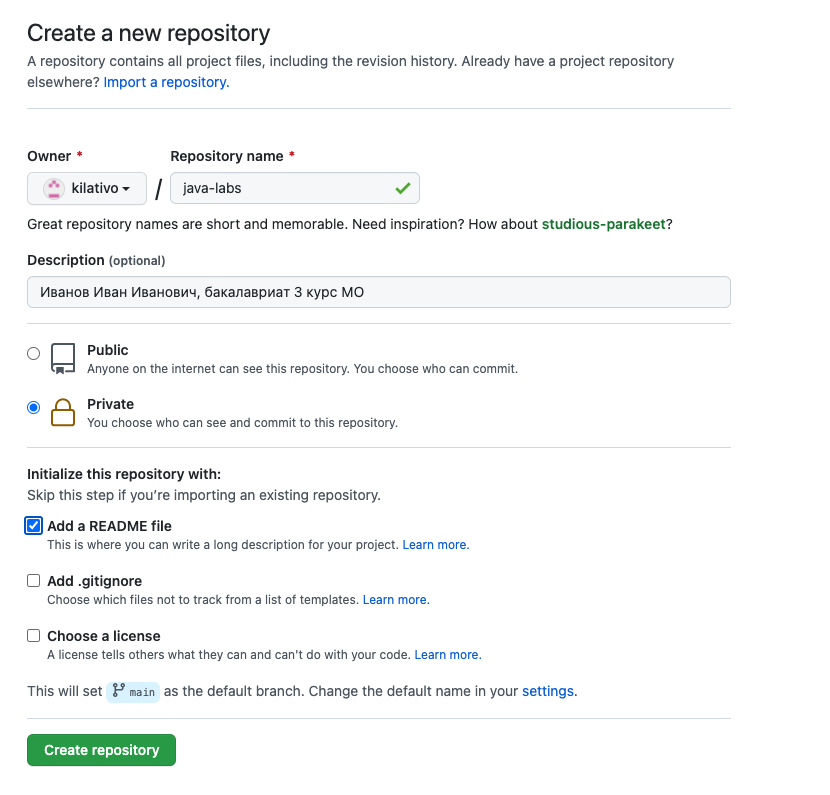 Create a new repository
A repository contains all project files, including the revision history. Already have a project repository
elsewhere? Import a repository.
Owner * Repository name *
kilativo / java-labs
Great repository names are short and memorable. Need inspiration? How about studious-parakeet?
Description (optional)
Иванов Иван Иванович, бакалавриат 3 курс МО
Public
Anyone on the internet can see this repository. You choose who can commit.
Private
You choose who can see and commit to this repository.
Initialize this repository with:
Skip this step if you’re importing an existing repository.
Add a README file
This is where you can write a long description for your project. Learn more.
Add .gitignore
Choose which files not to track from a list of templates. Learn more.
Choose a license
A license tells others what they can and can't do with your code. Learn more.
This will set main as the default branch. Change the default name in your settings.
Create repository